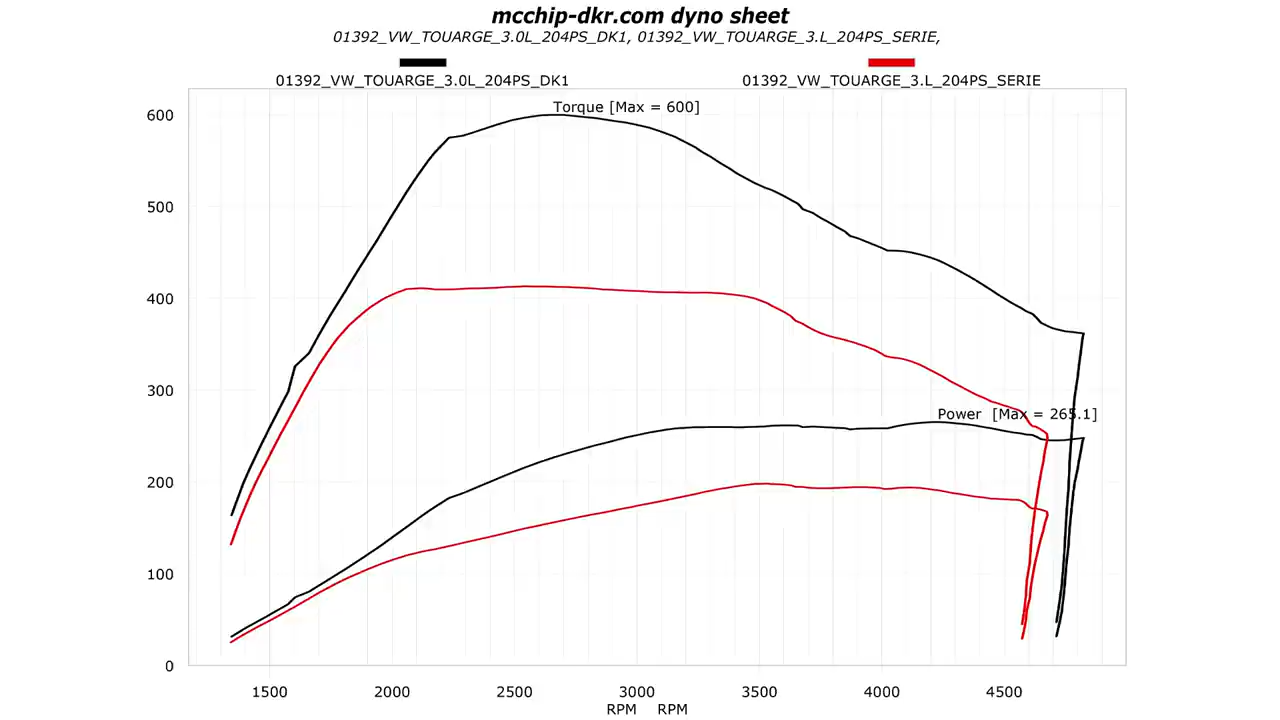 mcchip-dkr.com dyno sheet
01392_VW_TOUARGE_3.0L_204PS_DK1, 01392_VW_TOUARGE_3.L_204PS_SERIE,
01392_VW_TOUARGE_3.0L_204PS_DK1 01392_VW_TOUARGE_3.L_204PS_SERIE
Torque [Max = 600]
600
500
400
300
Power [Max = 265.1]
200
100
0
1500 2000 2500 3000 3500 4000 4500
RPM RPM